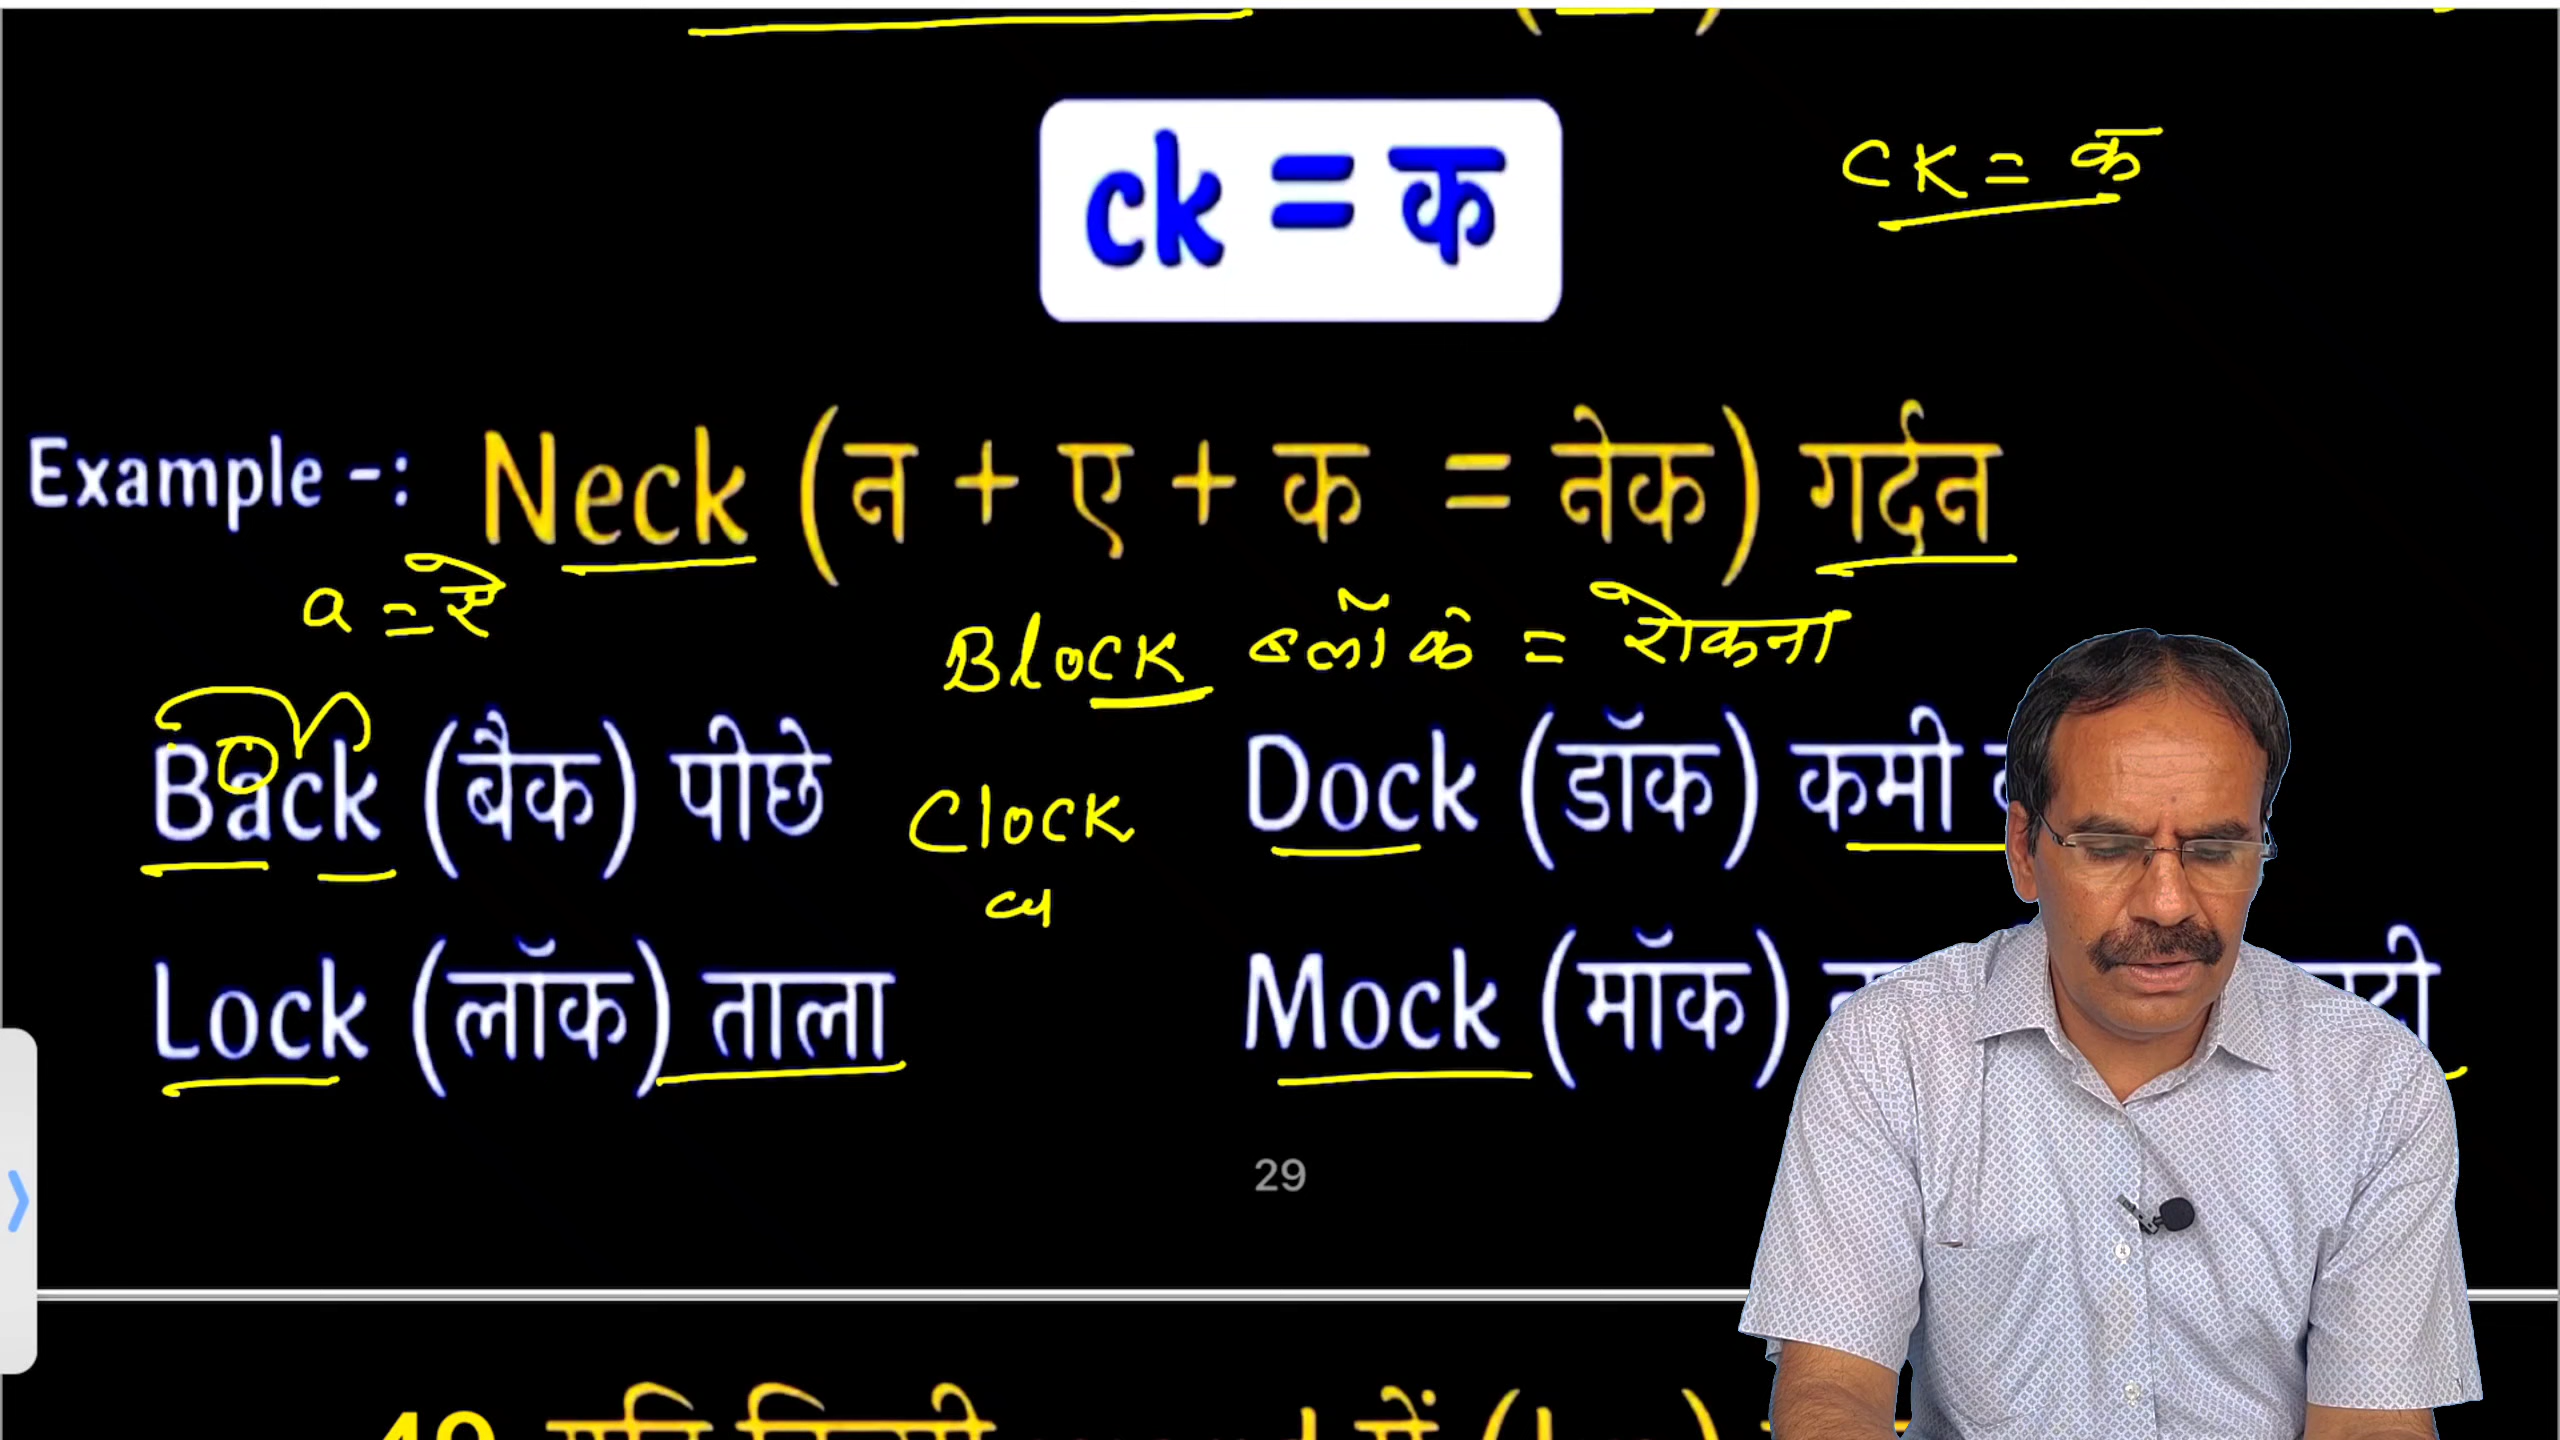 ck = क
CK = क
Example -: Neck (न + ए + क = नेक) गर्दन
a = ऐ
Block ब्लॉक = रोकना
Back (बैक) पीछे
Dock (डॉक) कमी
Clock
Lock (लॉक) ताला
Mock (मॉक)
29